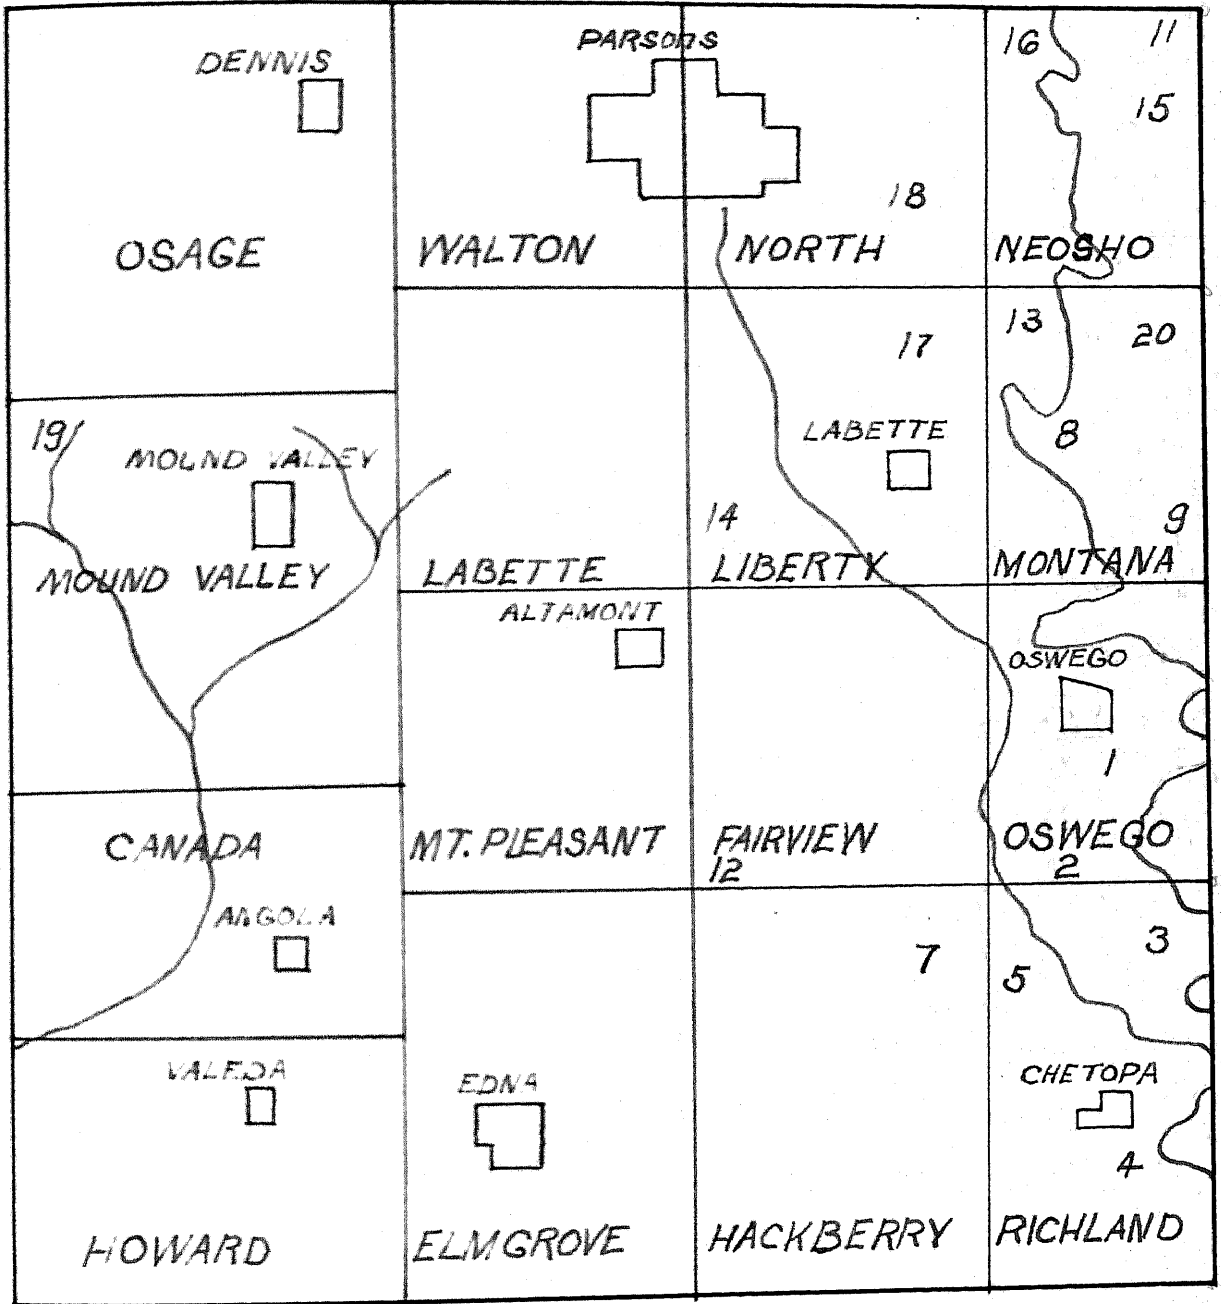 PARSONS
16 11
DENNIS
15
18
OSAGE WALTON NORTH NEOSHO
13 20
17
19 LABETTE 8
MOUND VALLEY
14 9
MOUND VALLEY LABETTE LIBERTY MONTANA
ALTAMONT
OSWEGO
1
CANADA MT. PLEASANT FAIRVIEW OSWEGO
12 2
ANGOLA
7 5 3
VALEDA EDNA CHETOPA
4
HOWARD ELM GROVE HACKBERRY RICHLAND